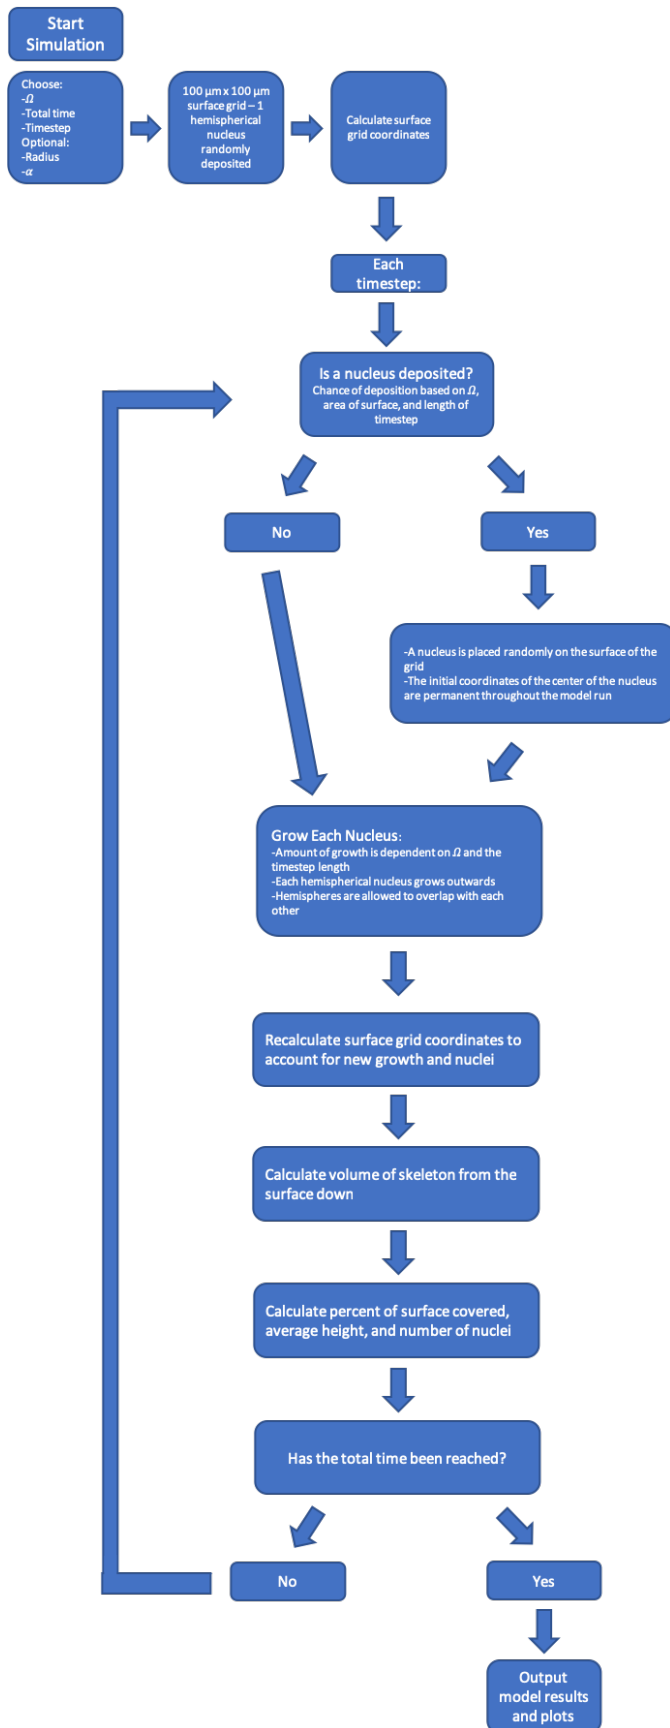 Start
Simulation
Choose:
-Ω
-Total time
-Timestep
Optional:
-Radius
-α
100 µm x 100 µm
surface grid – 1
hemispherical
nucleus
randomly
deposited
Calculate surface
grid coordinates
Each
timestep:
Is a nucleus deposited?
Chance of deposition based on Ω,
area of surface, and length of
timestep
No
Yes
-A nucleus is placed randomly on the surface of the
grid
-The initial coordinates of the center of the nucleus
are permanent throughout the model run
Grow Each Nucleus:
-Amount of growth is dependent on Ω and the
timestep length
-Each hemispherical nucleus grows outwards
-Hemispheres are allowed to overlap with each
other
Recalculate surface grid coordinates to
account for new growth and nuclei
Calculate volume of skeleton from the
surface down
Calculate percent of surface covered,
average height, and number of nuclei
Has the total time been reached?
No
Yes
Output
model results
and plots